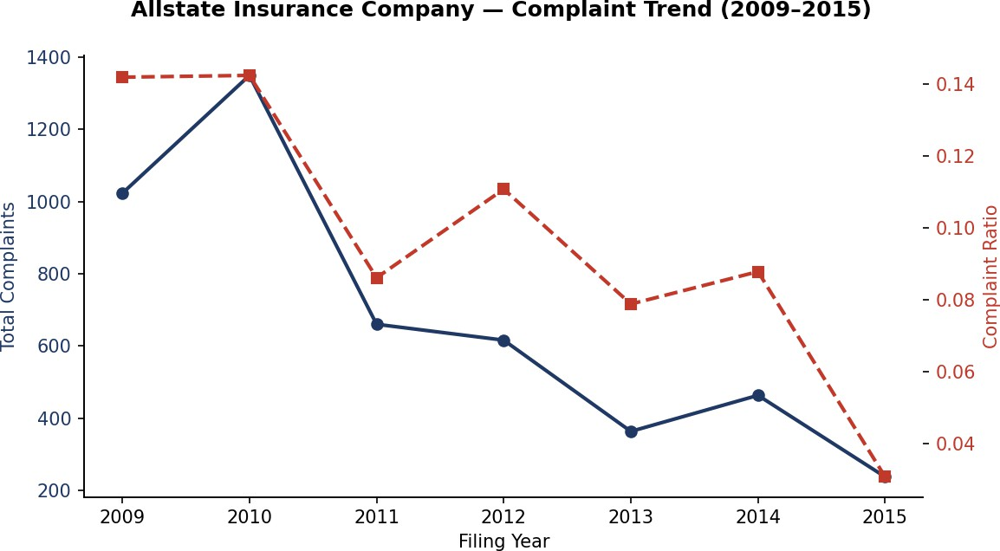 Allstate Insurance Company — Complaint Trend (2009–2015)
Total Complaints
1400
1200
1000
800
600
400
200
0.14
0.12
0.10
0.08
0.06
0.04
Complaint Ratio
2009 2010 2011 2012 2013 2014 2015
Filing Year